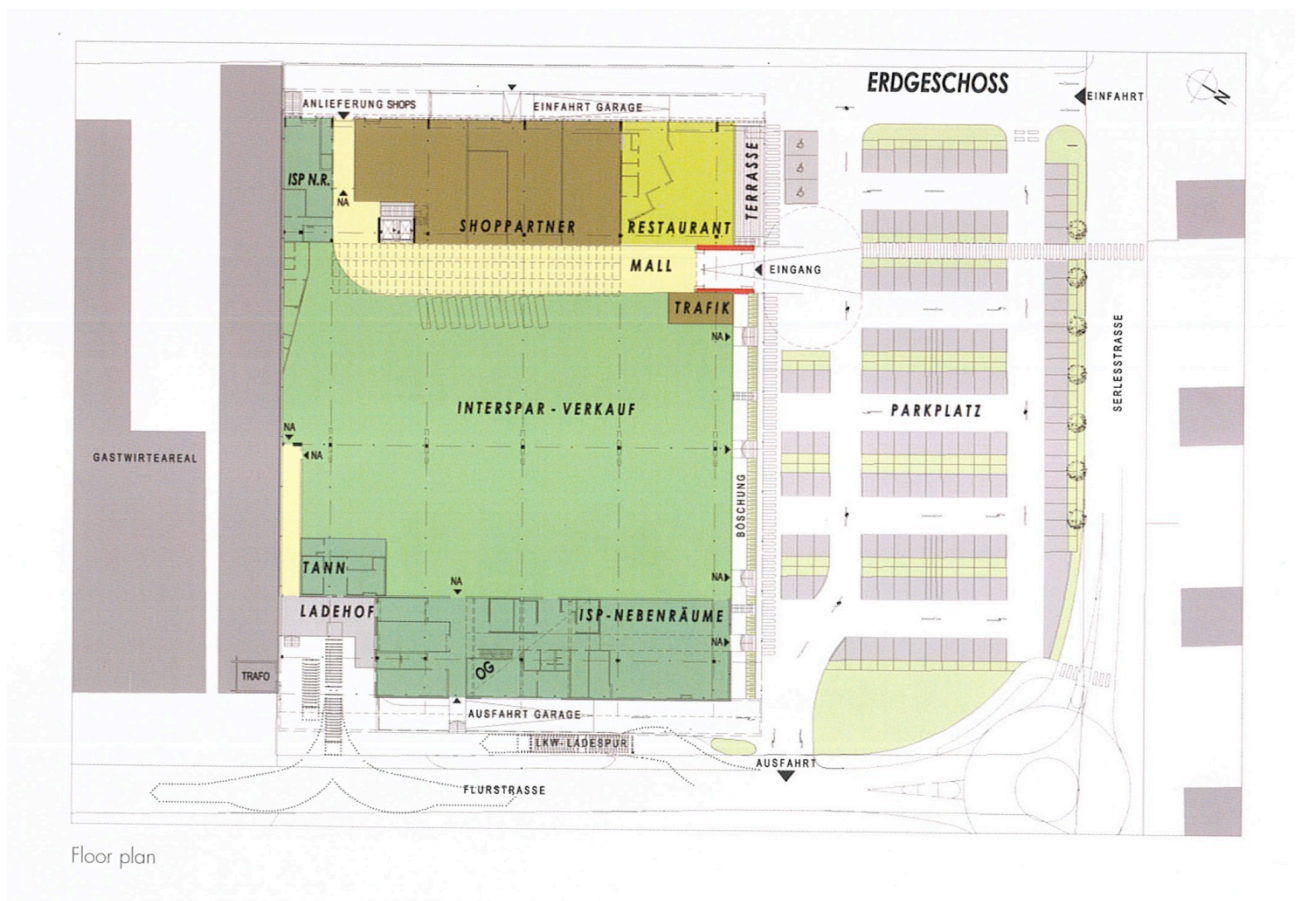 ERDGESCHOSS
EINFAHRT
N
ANLIEFERUNG SHOPS
EINFAHRT GARAGE
ISP N.R.
NA
SHOPPARTNER
RESTAURANT
TERRASSE
MALL
EINGANG
TRAFIK
NA
INTERSPAR - VERKAUF
PARKPLATZ
SERLESSTRASSE
NA
NA
GASTWIRTEAREAL
BÖSCHUNG
TANN
NA
NA
LADEHOF
ISP-NEBENRÄUME
NA
OG
TRAFO
AUSFAHRT GARAGE
LKW-LADESPUR
AUSFAHRT
FLURSTRASSE
Floor plan